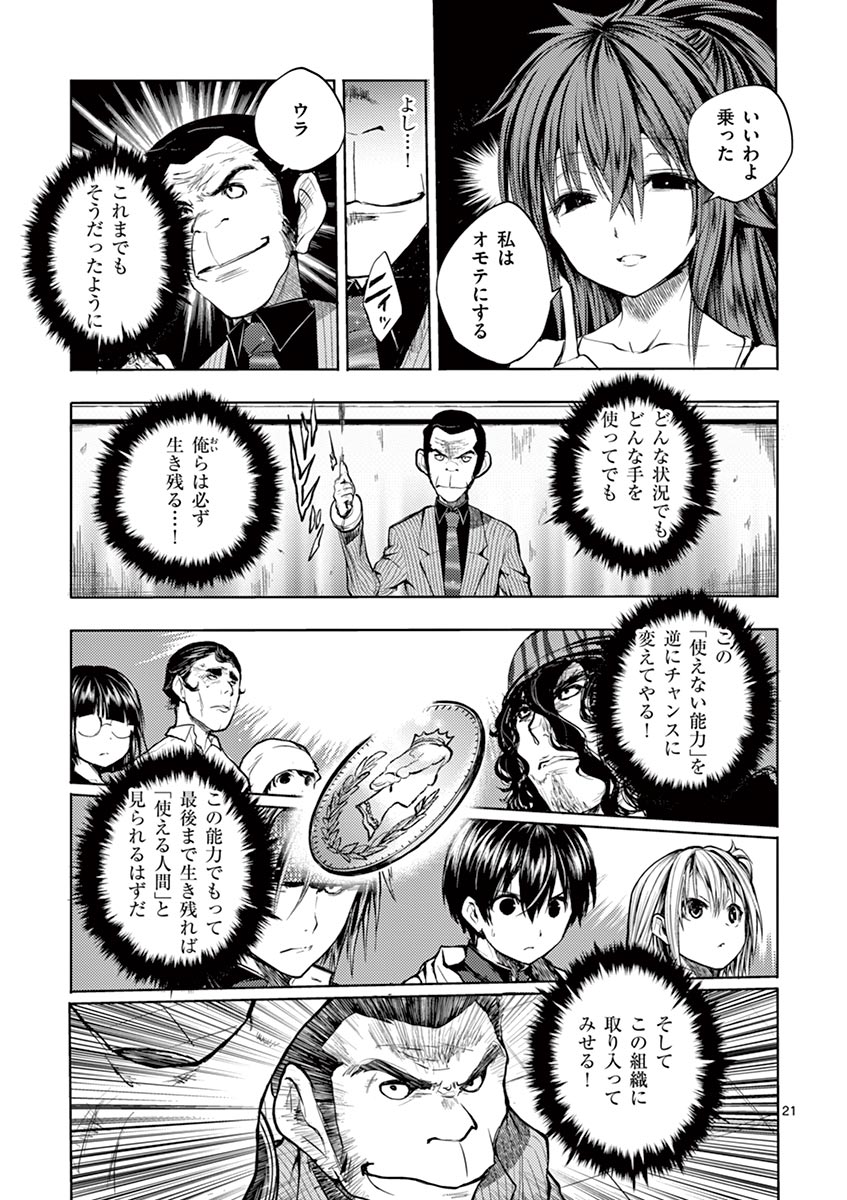 いいわよ
乗った
私は
オモテにする
よし…!
ウラ
これまでも
そうだったように
どんな状況でも
どんな手を
使ってでも
俺らは必ず
おい
生き残る…!
この
「使えない能力」を
逆にチャンスに
変えてやる!
この能力でもって
最後まで生き残れば
「使える人間」と
見られるはずだ
そして
この組織に
取り入って
みせる!
21